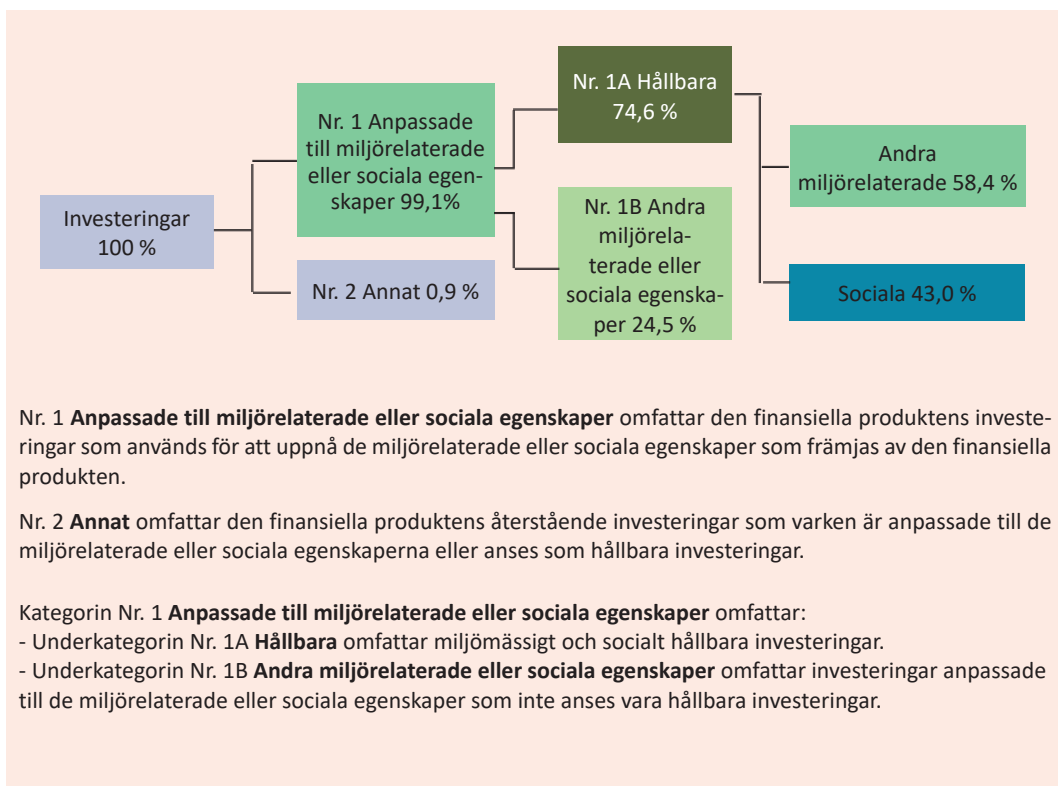 Investeringar
100 %
Nr. 1 Anpassade
till miljörelaterade
eller sociala egen-
skaper 99,1%
Nr. 2 Annat 0,9 %
Nr. 1A Hållbara
74,6 %
Nr. 1B Andra
miljörela-
terade eller
sociala egenska-
per 24,5 %
Andra
miljörelaterade 58,4 %
Sociala 43,0 %
Nr. 1 Anpassade till miljörelaterade eller sociala egenskaper omfattar den finansiella produktens investe-
ringar som används för att uppnå de miljörelaterade eller sociala egenskaper som främjas av den finansiella
produkten.
Nr. 2 Annat omfattar den finansiella produktens återstående investeringar som varken är anpassade till de
miljörelaterade eller sociala egenskaperna eller anses som hållbara investeringar.
Kategorin Nr. 1 Anpassade till miljörelaterade eller sociala egenskaper omfattar:
- Underkategorin Nr. 1A Hållbara omfattar miljömässigt och socialt hållbara investeringar.
- Underkategorin Nr. 1B Andra miljörelaterade eller sociala egenskaper omfattar investeringar anpassade
till de miljörelaterade eller sociala egenskaper som inte anses vara hållbara investeringar.